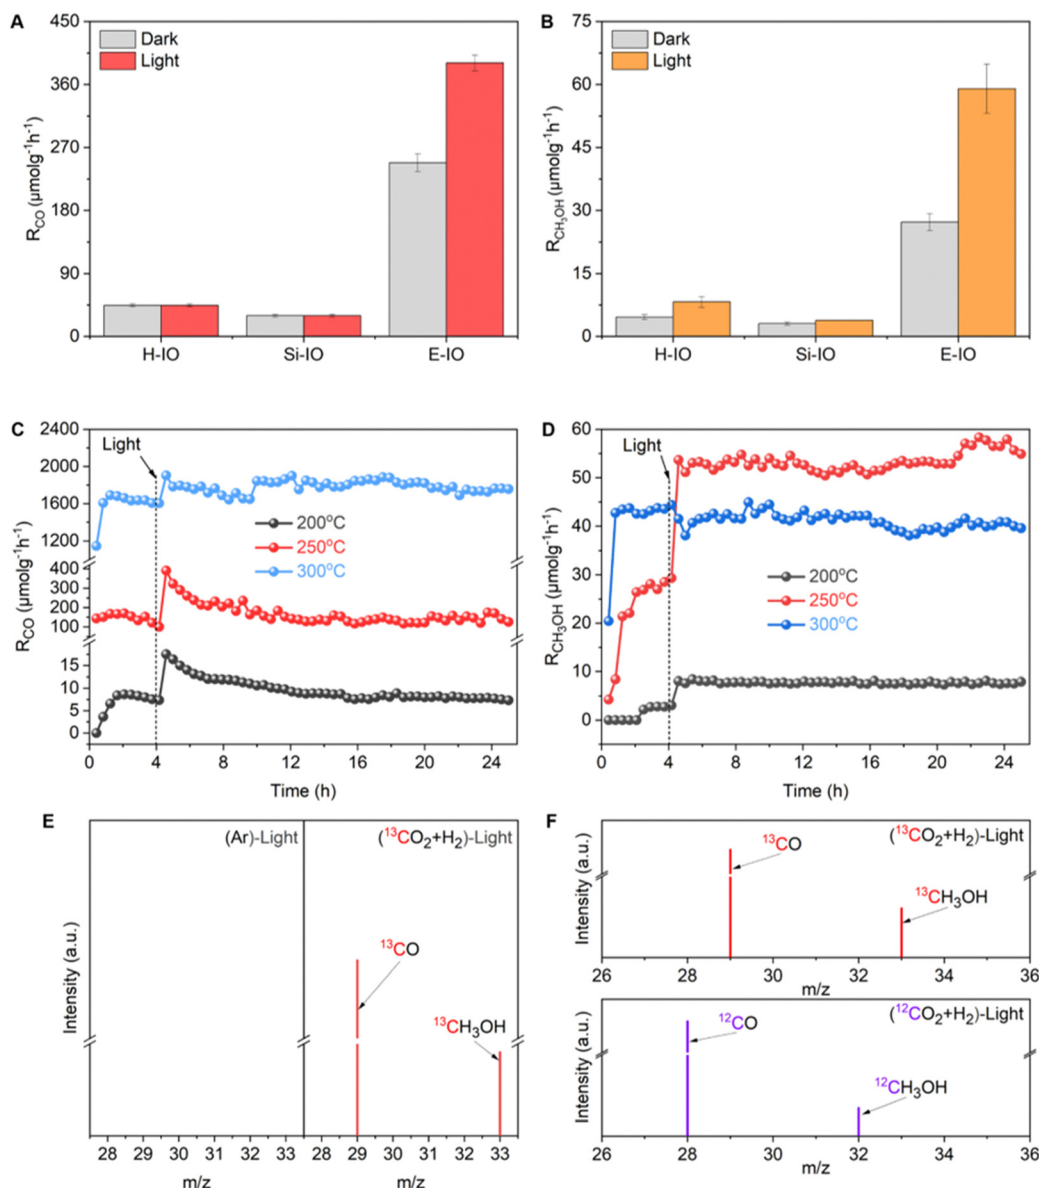 A
450
360
270
180
90
0
R_CO (μmolg⁻¹h⁻¹)
Dark
Light
H-IO Si-IO E-IO
B
75
60
45
30
15
0
R_CH₃OH (μmolg⁻¹h⁻¹)
Dark
Light
H-IO Si-IO E-IO
C
2400
2000
1600
1200
400
300
200
100
15
10
5
0
R_CO (μmolg⁻¹h⁻¹)
Light
200°C
250°C
300°C
0 4 8 12 16 20 24
Time (h)
D
60
50
40
30
20
10
0
R_CH₃OH (μmolg⁻¹h⁻¹)
Light
200°C
250°C
300°C
0 4 8 12 16 20 24
Time (h)
E
Intensity (a.u.)
(Ar)-Light
(¹³CO₂+H₂)-Light
¹³CO
¹³CH₃OH
28 29 30 31 32 33 28 29 30 31 32 33
m/z m/z
F
Intensity (a.u.)
(¹³CO₂+H₂)-Light
¹³CO
¹³CH₃OH
26 28 30 32 34 36
m/z
Intensity (a.u.)
(¹²CO₂+H₂)-Light
¹²CO
¹²CH₃OH
26 28 30 32 34 36
m/z